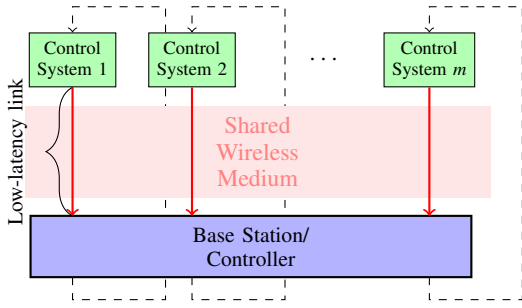 Control
System 1
Control
System 2
. . .
Control
System m
Low-latency link
Shared
Wireless
Medium
Base Station/
Controller